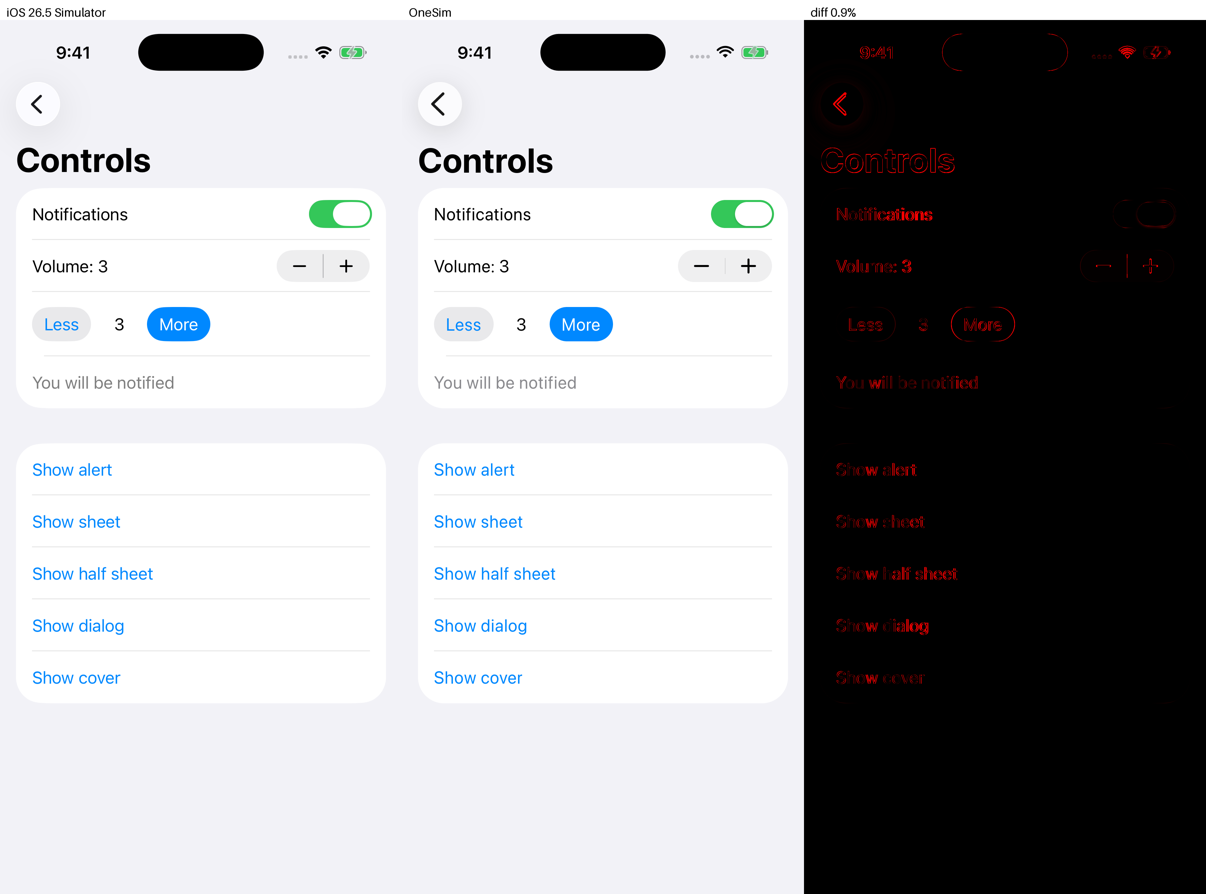 iOS 26.5 Simulator
9:41
Controls
Notifications
Volume: 3
Less 3 More
You will be notified
Show alert
Show sheet
Show half sheet
Show dialog
Show cover
OneSim
9:41
Controls
Notifications
Volume: 3
Less 3 More
You will be notified
Show alert
Show sheet
Show half sheet
Show dialog
Show cover
diff 0.9%
9:41
Controls
Notifications
Volume: 3
Less 3 More
You will be notified
Show alert
Show sheet
Show half sheet
Show dialog
Show cover